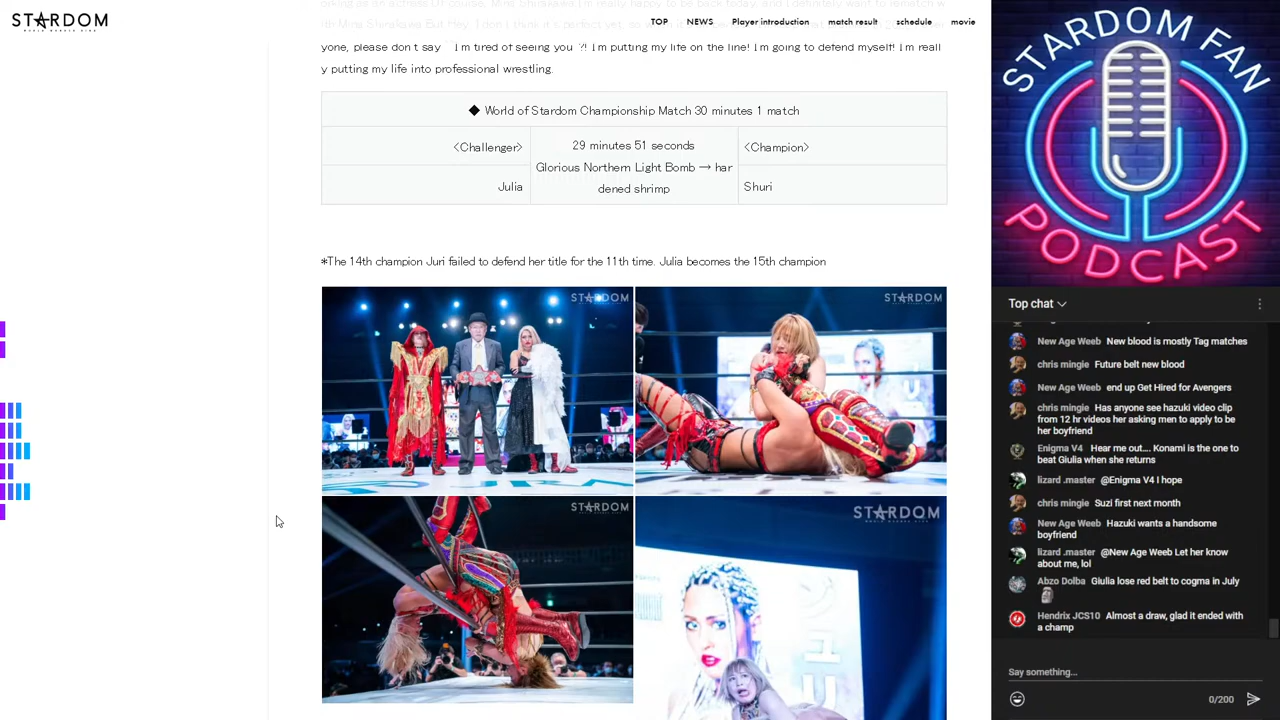 STARDOM
WORLD WONDER RING
TOP NEWS Player introduction match result schedule movie
yone, please don't say "I'm tired of seeing you"?! I'm putting my life on the line! I'm going to defend myself! I'm reall
y putting my life into professional wrestling.
◆ World of Stardom Championship Match 30 minutes 1 match
<Challenger>
29 minutes 51 seconds
<Champion>
Glorious Northern Light Bomb → har
dened shrimp
Julia
Shuri
*The 14th champion Juri failed to defend her title for the 11th time. Julia becomes the 15th champion
STARDOM
STARDOM
STARDOM
STARDOM
STARDOM FAN
PODCAST
Top chat
New Age Weeb New blood is mostly Tag matches
chris mingie Future belt new blood
New Age Weeb end up Get Hired for Avengers
chris mingie Has anyone see hazuki video clip
from 12 hr videos her asking men to apply to be
her boyfriend
Enigma V4 Hear me out.... Konami is the one to
beat Giulia when she returns
lizard .master @Enigma V4 I hope
chris mingie Suzi first next month
New Age Weeb Hazuki wants a handsome
boyfriend
lizard .master @New Age Weeb Let her know
about me, lol
Abzo Dolba Giulia lose red belt to cogma in July
Hendrix JCS10 Almost a draw, glad it ended with
a champ
Say something...
0/200